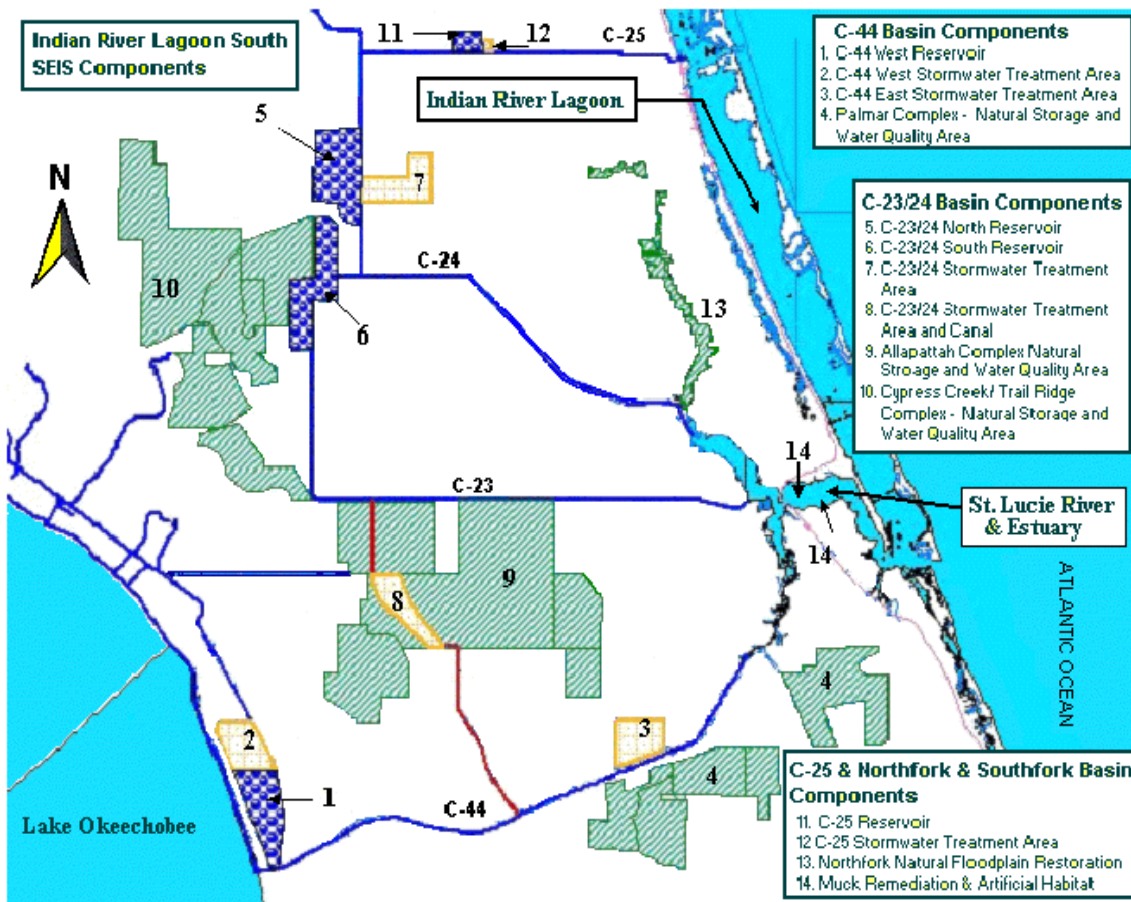 Indian River Lagoon South
SEIS Components
11
12
C-25
C-44 Basin Components
1. C-44 West Reservoir
2. C-44 West Stormwater Treatment Area
3. C-44 East Stormwater Treatment Area
4. Palmar Complex - Natural Storage and
Water Quality Area
Indian River Lagoon
5
N
7
C-23/24 Basin Components
5. C-23/24 North Reservoir
6. C-23/24 South Reservoir
7. C-23/24 Stormwater Treatment
Area
8. C-23/24 Stormwater Treatment
Area and Canal
9. Allapattah Complex Natural
Stroage and Water Quality Area
10. Cypress Creek/ Trail Ridge
Complex - Natural Storage and
Water Quality Area
C-24
10
13
6
14
C-23
St. Lucie River
& Estuary
14
9
8
ATLANTIC OCEAN
4
2
3
4
1
C-44
Lake Okeechobee
C-25 & Northfork & Southfork Basin
Components
11. C-25 Reservoir
12 C-25 Stormwater Treatment Area
13. Northfork Natural Floodplain Restoration
14. Muck Remediation & Artificial Habitat